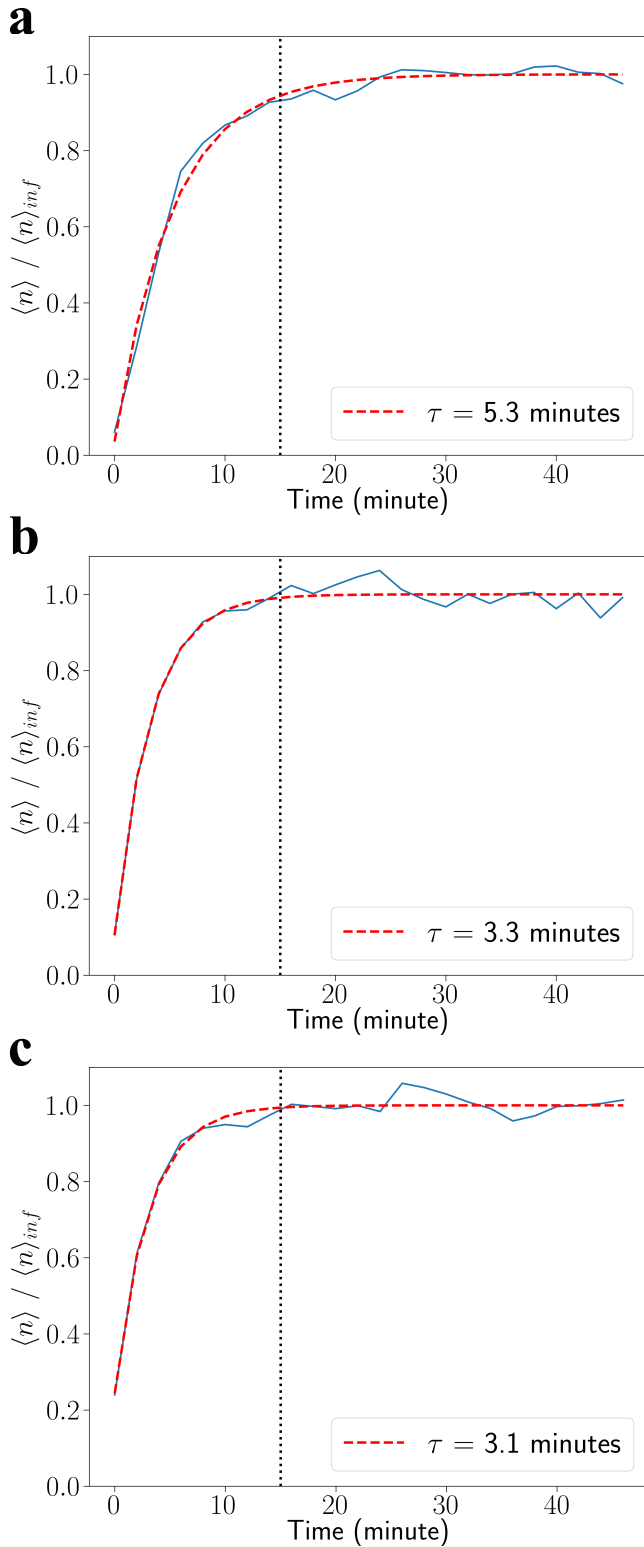 a
1.0
0.8
0.6
0.4
0.2
0.0
⟨n⟩ / ⟨n⟩inf
τ = 5.3 minutes
0 10 20 30 40
Time (minute)
b
1.0
0.8
0.6
0.4
0.2
0.0
⟨n⟩ / ⟨n⟩inf
τ = 3.3 minutes
0 10 20 30 40
Time (minute)
c
1.0
0.8
0.6
0.4
0.2
0.0
⟨n⟩ / ⟨n⟩inf
τ = 3.1 minutes
0 10 20 30 40
Time (minute)